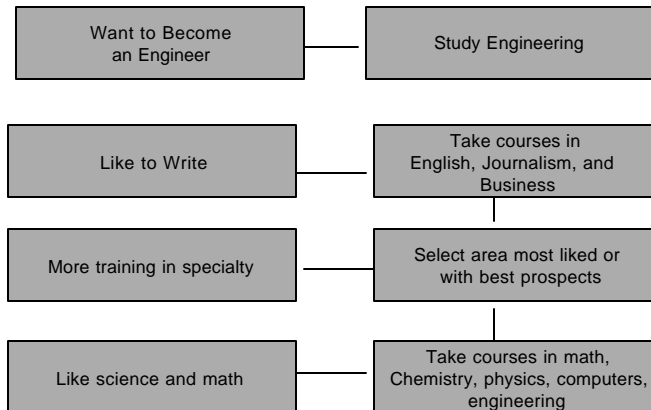 Want to Become
an Engineer
Study Engineering
Like to Write
Take courses in
English, Journalism, and
Business
More training in specialty
Select area most liked or
with best prospects
Like science and math
Take courses in math,
Chemistry, physics, computers,
engineering